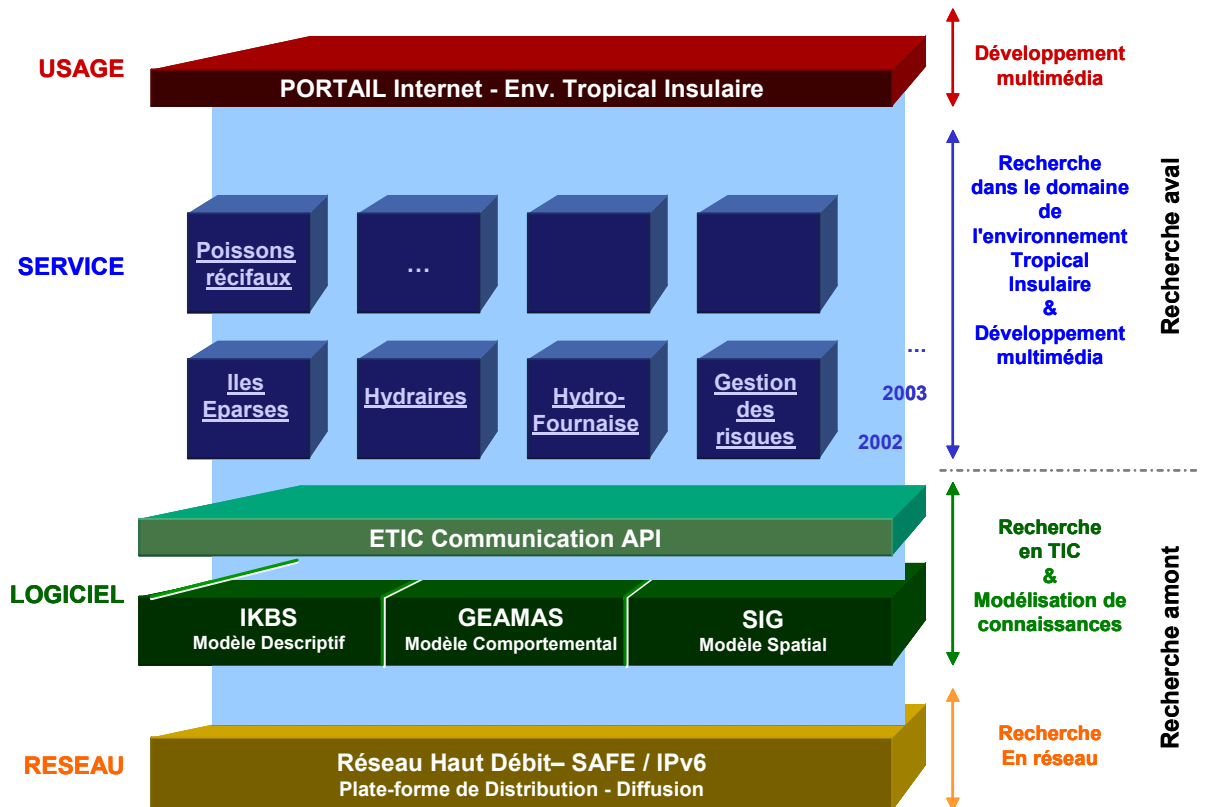 USAGE
PORTAIL Internet - Env. Tropical Insulaire
Développement
multimédia
SERVICE
Poissons
récifaux
...
Iles
Eparses
Hydraires
Hydro-
Fournaise
Gestion
des
risques
...
2003
2002
Recherche
dans le domaine
de
l'environnement
Tropical
Insulaire
&
Développement
multimédia
Recherche aval
LOGICIEL
ETIC Communication API
IKBS
Modèle Descriptif
GEAMAS
Modèle Comportemental
SIG
Modèle Spatial
Recherche
en TIC
&
Modélisation de
connaissances
Recherche amont
RESEAU
Réseau Haut Débit– SAFE / IPv6
Plate-forme de Distribution - Diffusion
Recherche
En réseau